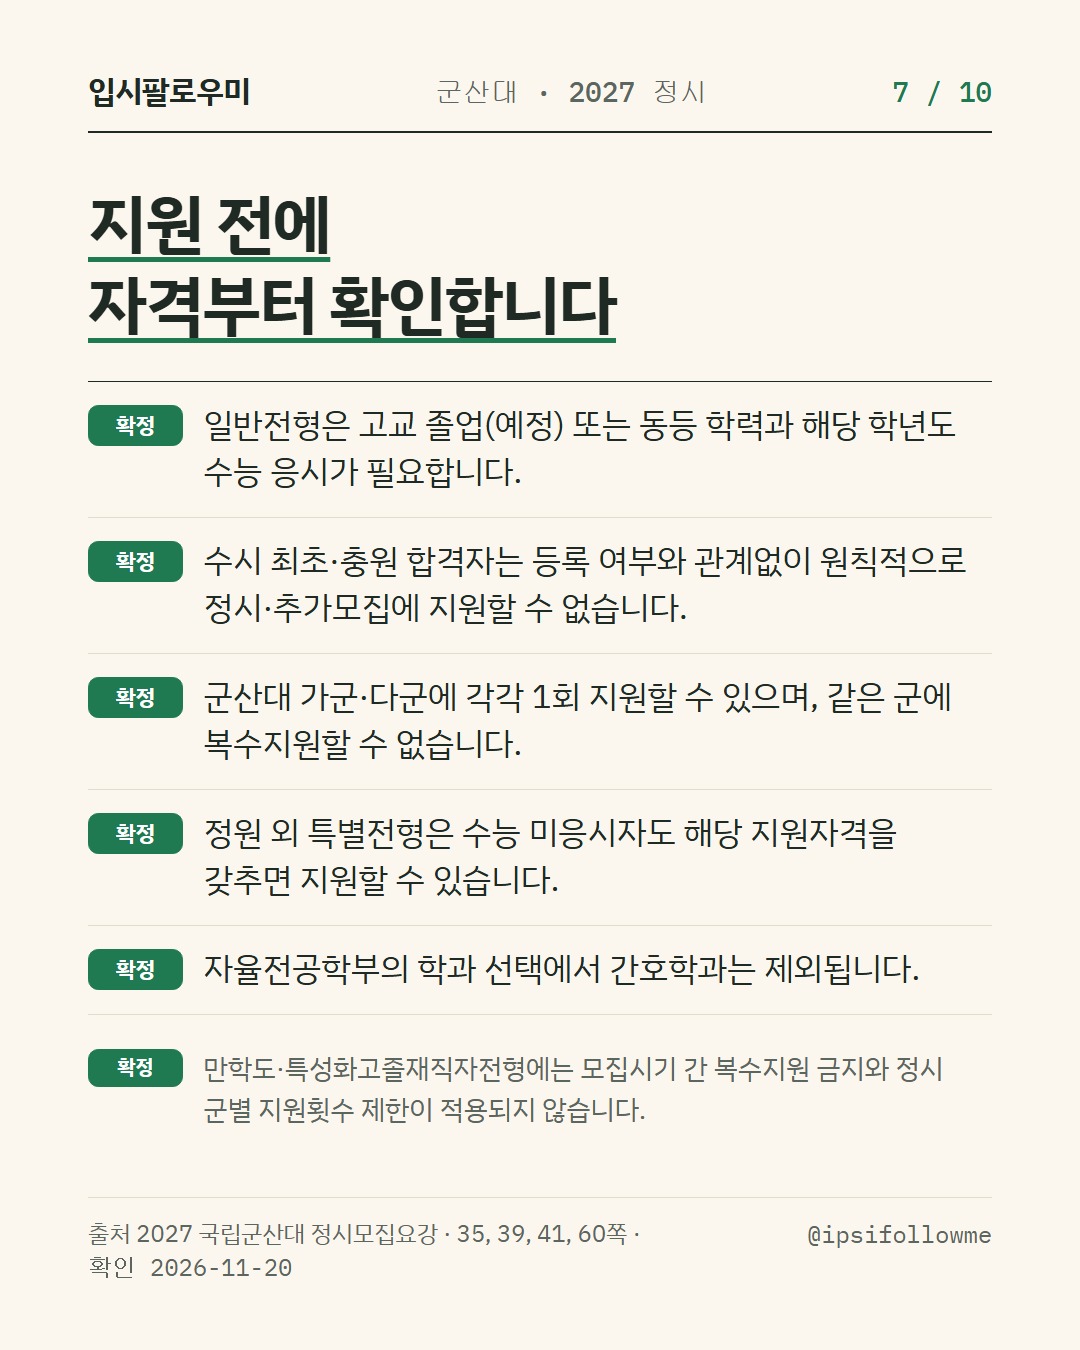 입시팔로우미
군산대 · 2027 정시
7 / 10
지원 전에
자격부터 확인합니다
확정
일반전형은 고교 졸업(예정) 또는 동등 학력과 해당 학년도
수능 응시가 필요합니다.
확정
수시 최초·충원 합격자는 등록 여부와 관계없이 원칙적으로
정시·추가모집에 지원할 수 없습니다.
확정
군산대 가군·다군에 각각 1회 지원할 수 있으며, 같은 군에
복수지원할 수 없습니다.
확정
정원 외 특별전형은 수능 미응시자도 해당 지원자격을
갖추면 지원할 수 있습니다.
확정
자율전공학부의 학과 선택에서 간호학과는 제외됩니다.
확정
만학도·특성화고졸재직자전형에는 모집시기 간 복수지원 금지와 정시
군별 지원횟수 제한이 적용되지 않습니다.
출처 2027 국립군산대 정시모집요강 · 35, 39, 41, 60쪽 ·
확인 2026-11-20
@ipsifollowme